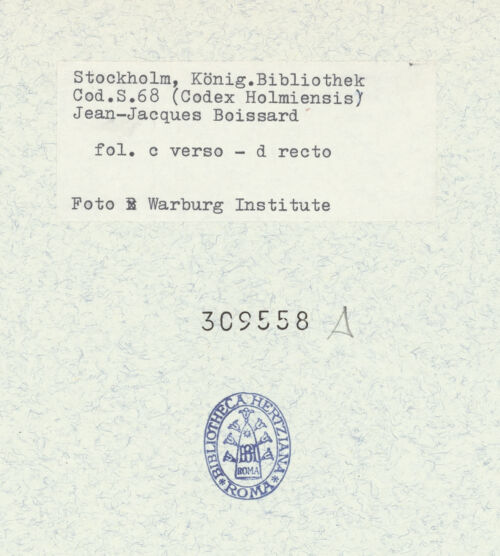 Stockholm, König.Bibliothek
Cod.S.68 (Codex Holmiensis)
Jean-Jacques Boissard
fol. c verso - d recto
Foto Warburg Institute
309558
BIBLIOTHECA HERTZIANA
BH
ROMA
* ROMA *